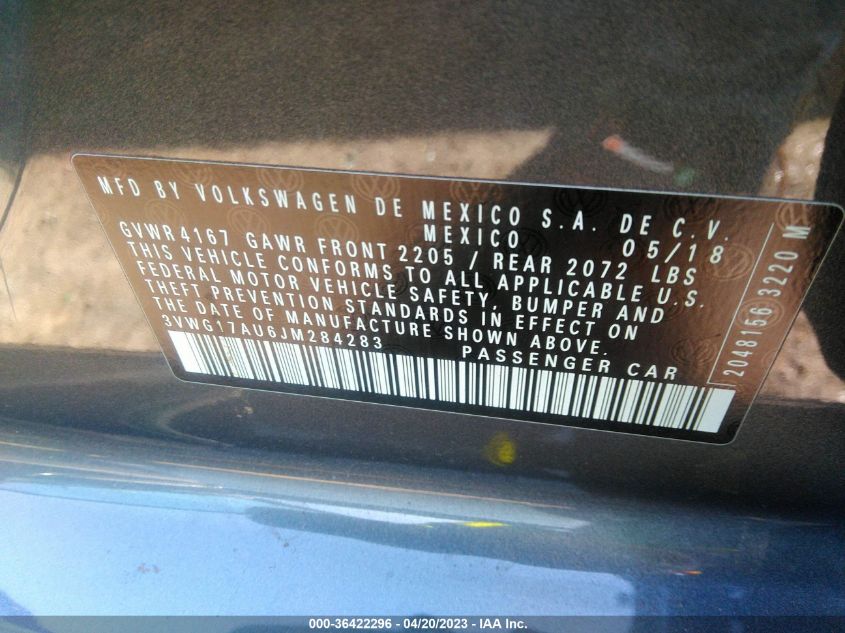 MFD BY VOLKSWAGEN DE MEXICO S.A. DE C.V.
MEXICO 05/18
GVWR 4167 GAWR FRONT 2205 / REAR 2072 LBS
THIS VEHICLE CONFORMS TO ALL APPLICABLE U.S.
FEDERAL MOTOR VEHICLE SAFETY, BUMPER AND
THEFT PREVENTION STANDARDS IN EFFECT ON
THE DATE OF MANUFACTURE SHOWN ABOVE.
3VWG17AU6JM284283 PASSENGER CAR
2048156 3220 M
000-36422296 - 04/20/2023 - IAA Inc.